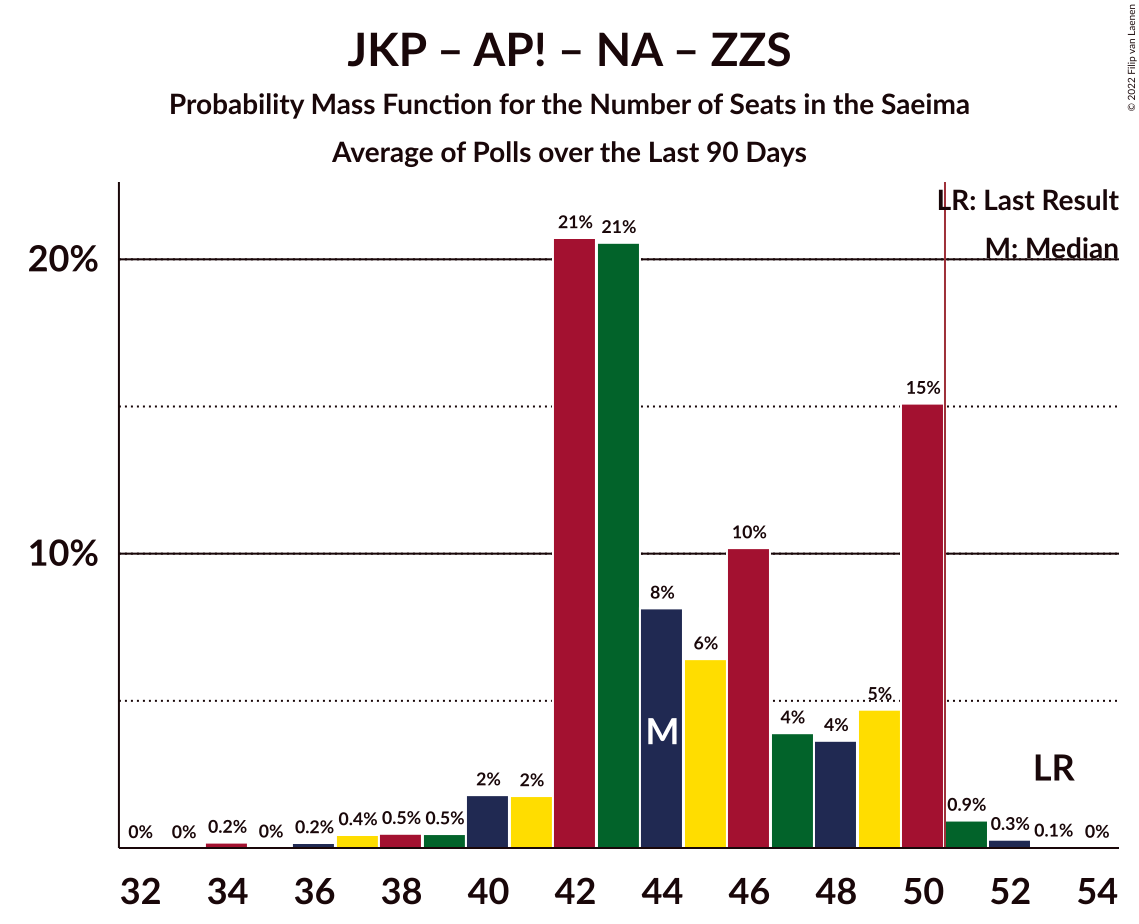 JKP – AP! – NA – ZZS
Probability Mass Function for the Number of Seats in the Saeima
Average of Polls over the Last 90 Days
© 2022 Filip van Laenen
LR: Last Result
M: Median
20%
10%
0% 0% 0.2% 0% 0.2% 0.4% 0.5% 0.5% 2% 2% 21% 21% 8% 6% 10% 4% 4% 5% 15% 0.9% 0.3% 0.1% 0%
M
LR
32 34 36 38 40 42 44 46 48 50 52 54